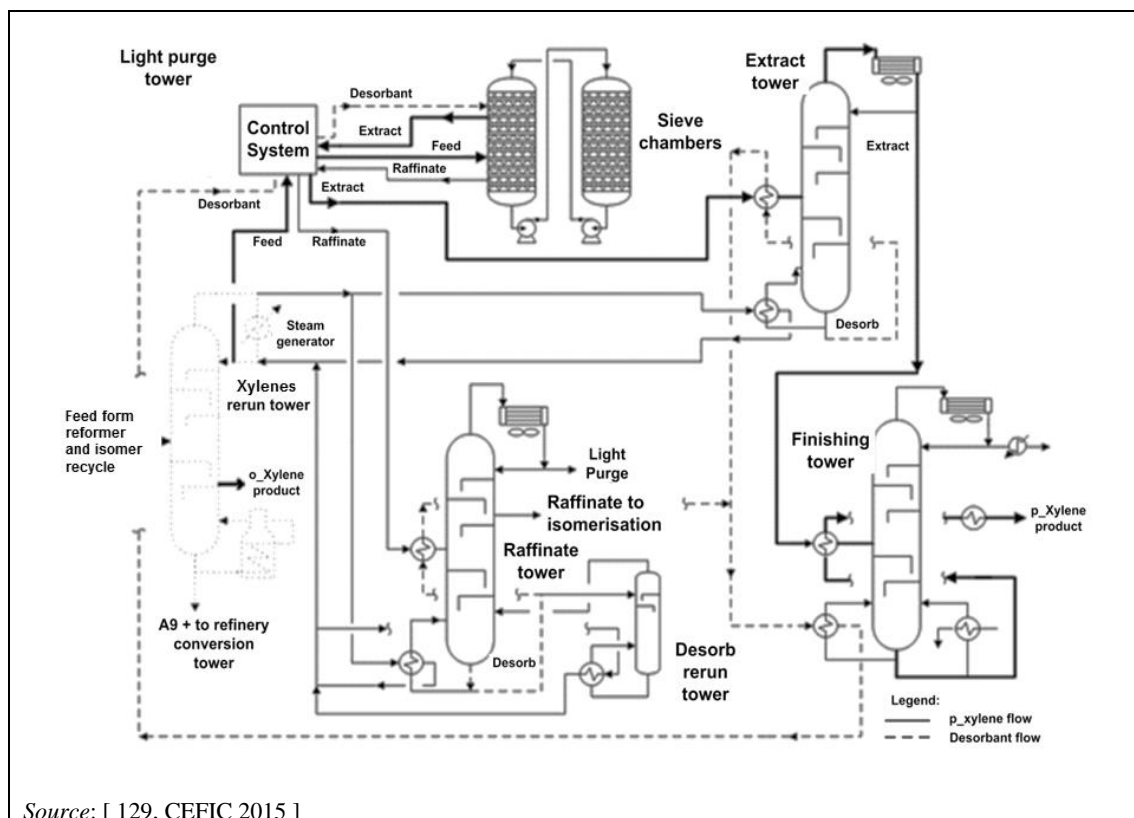 Light purge
tower
Desorbant
Extract
Feed
Raffinate
Control
System
Extract
Desorbant
Feed
Raffinate
Sieve
chambers
Extract
tower
Extract
Desorb
Steam
generator
Xylenes
rerun tower
Feed form
reformer
and isomer
recycle
o_Xylene
product
A9 + to refinery
conversion
tower
Light
Purge
Raffinate to
isomerisation
Raffinate
tower
Desorb
Desorb
rerun
tower
Finishing
tower
p_Xylene
product
Legend:
p_xylene flow
Desorbant flow
Source: [ 129, CEFIC 2015 ]